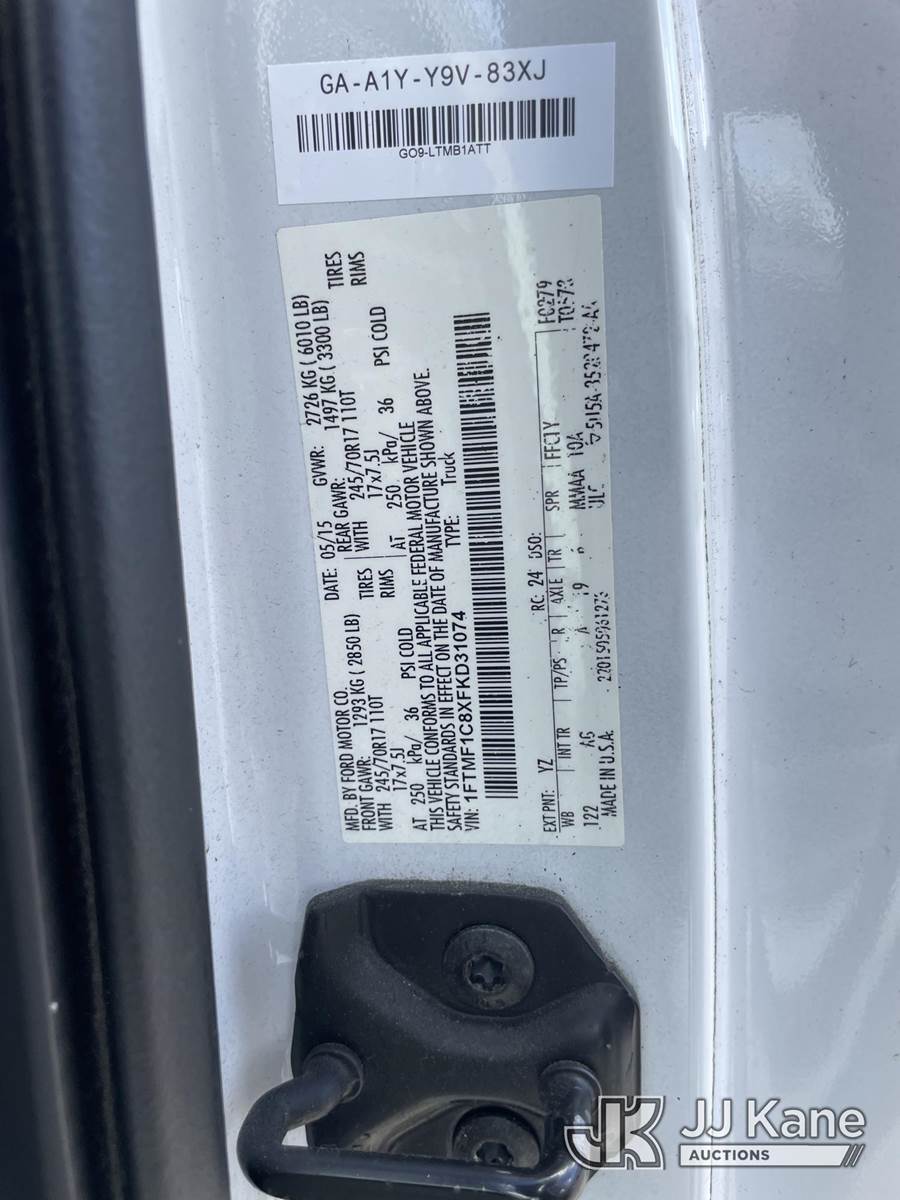 GA-A1Y-Y9V-83XJ
GO9-LTMB1ATT
MFD. BY FORD MOTOR CO.
DATE: 05/15 GVWR: 2726 KG ( 6010 LB)
FRONT GAWR: 1293 KG ( 2850 LB) REAR GAWR: 1497 KG ( 3300 LB)
WITH 245/70R17 110T TIRES WITH 245/70R17 110T TIRES
17x7.5J RIMS 17x7.5J RIMS
AT 250 kPa/ 36 PSI COLD AT 250 kPa/ 36 PSI COLD
THIS VEHICLE CONFORMS TO ALL APPLICABLE FEDERAL MOTOR VEHICLE
SAFETY STANDARDS IN EFFECT ON THE DATE OF MANUFACTURE SHOWN ABOVE.
VIN: 1FTMF1C8XFKD31074 TYPE: Truck
EXT PNT: YZ RC: 24 DSO: FC279
WB INT TR TP/PS R AXLE TR SPR
122 AG 19
MADE IN U.S.A.
JK JJ Kane
AUCTIONS